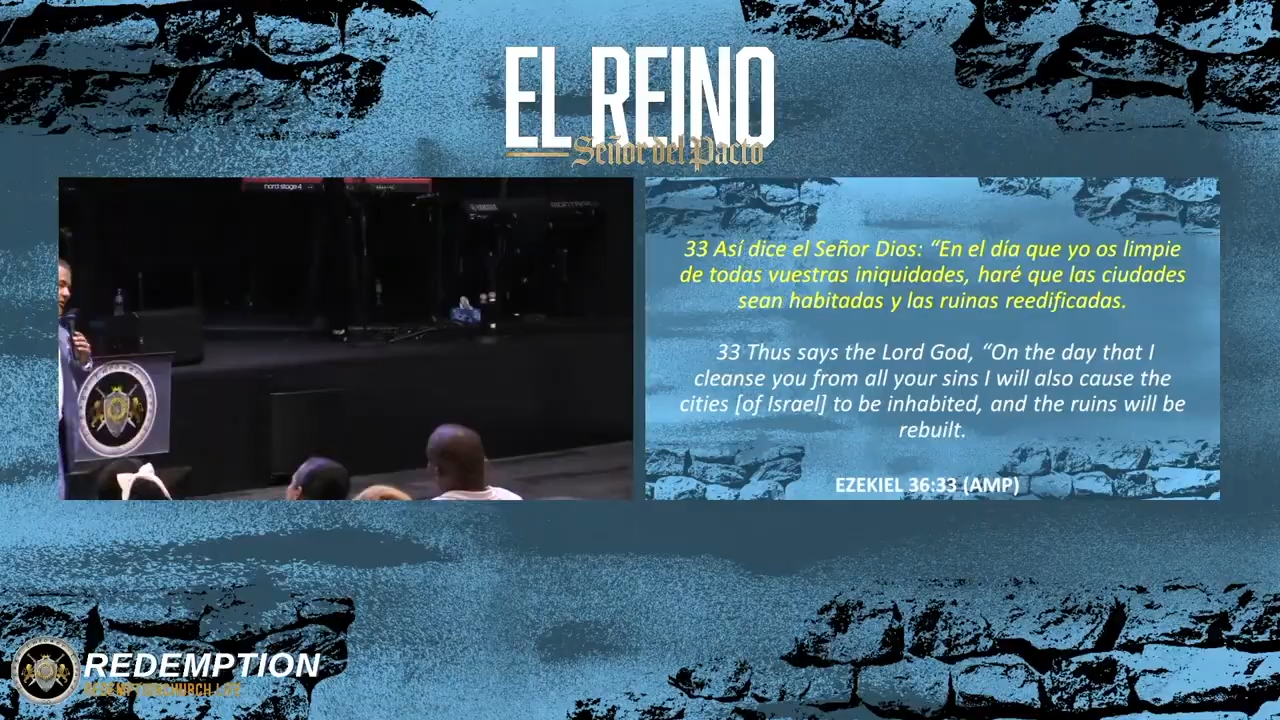 EL REINO
Señor del Pacto
nord stage 4
YAMAHA
33 Así dice el Señor Dios: “En el día que yo os limpie
de todas vuestras iniquidades, haré que las ciudades
sean habitadas y las ruinas reedificadas.
33 Thus says the Lord God, “On the day that I
cleanse you from all your sins I will also cause the
cities [of Israel] to be inhabited, and the ruins will be
rebuilt.
EZEKIEL 36:33 (AMP)
REDEMPTION